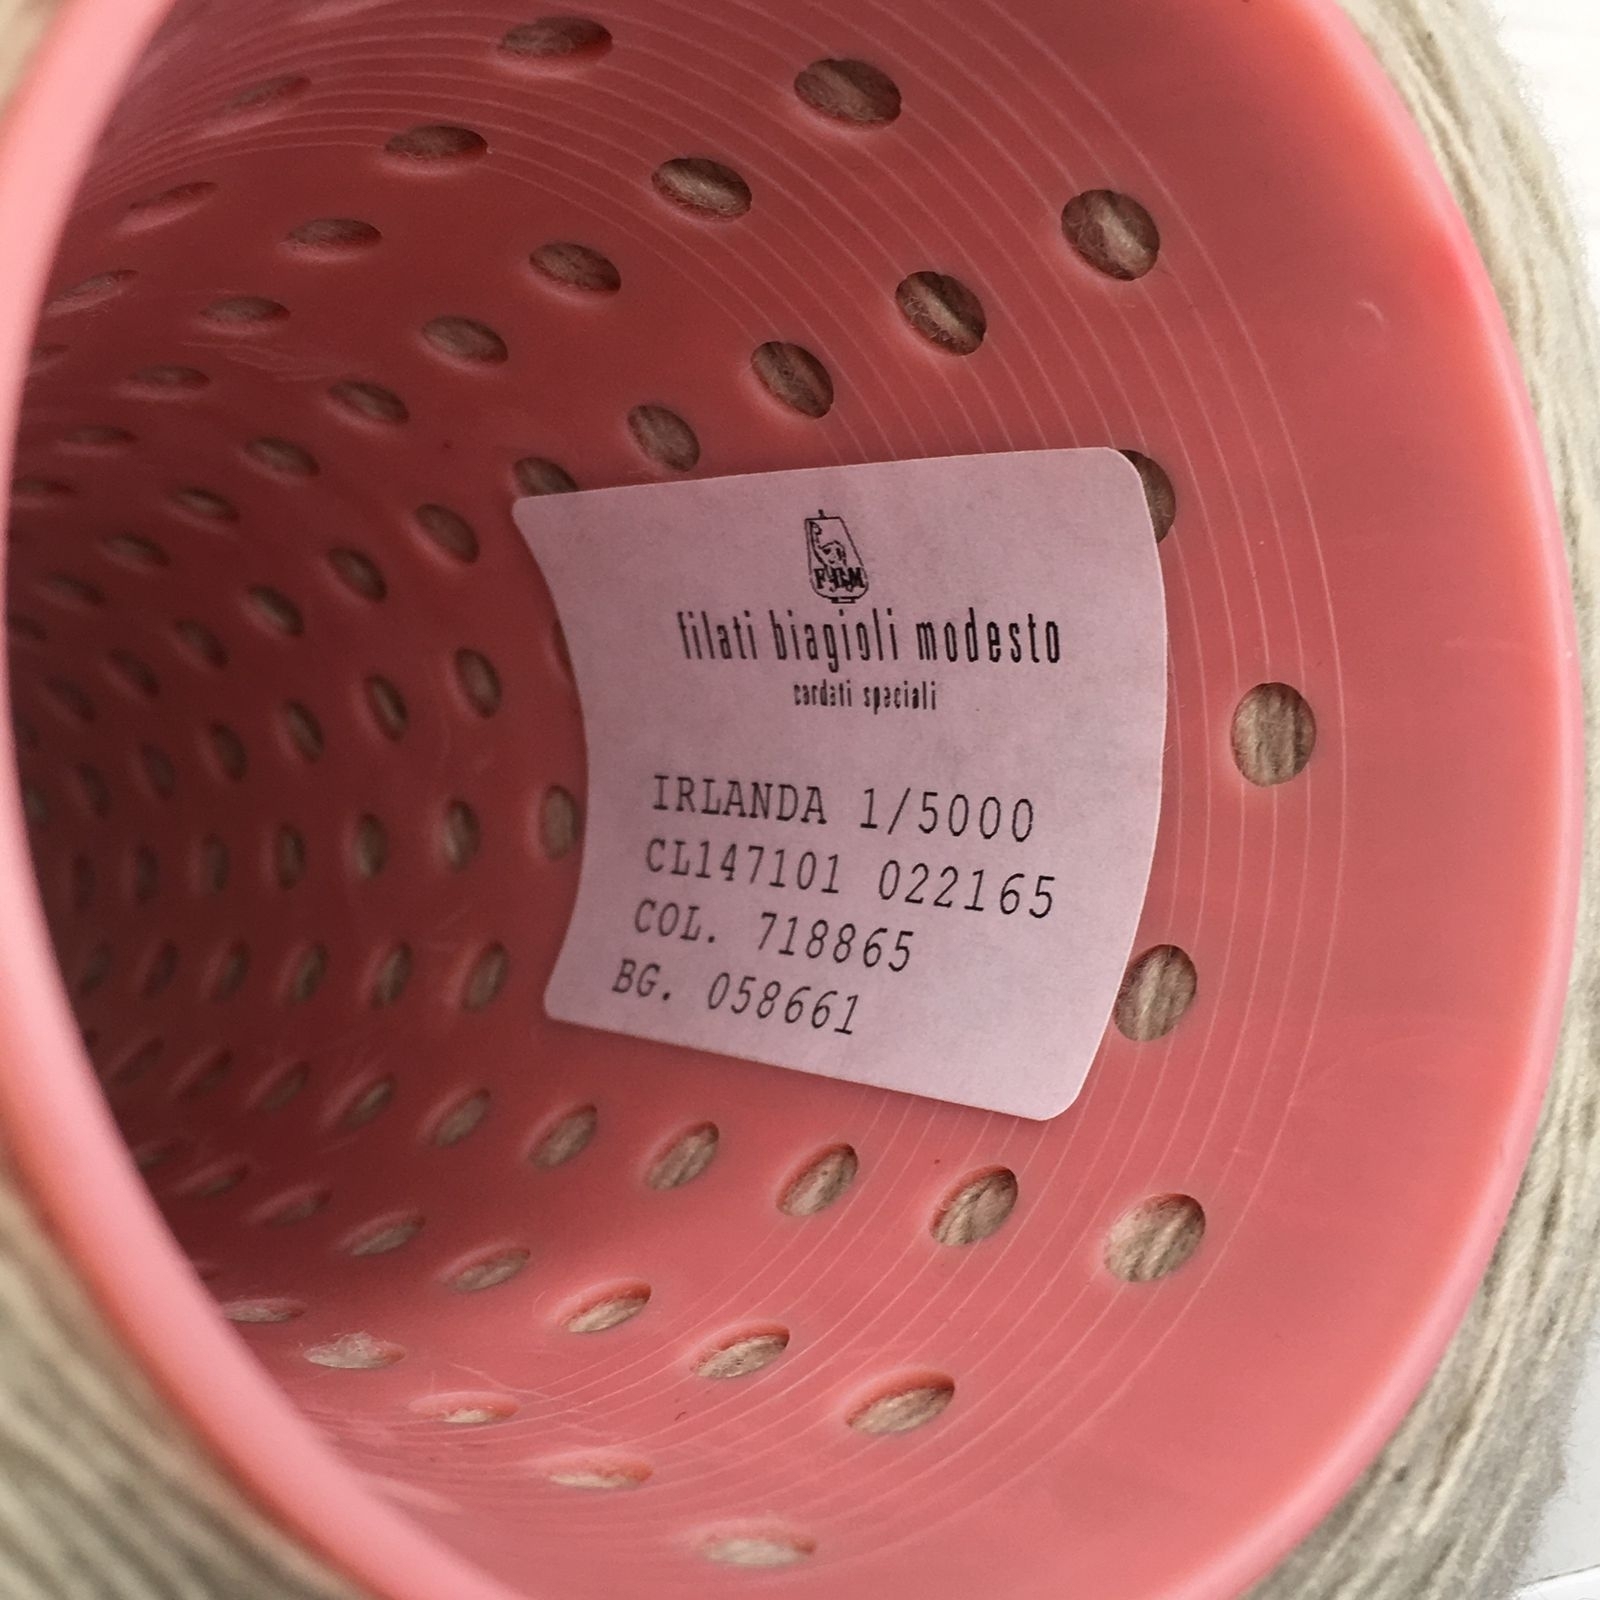 FBM
filati biagioli modesto
cardati speciali
IRLANDA 1/5000
CL147101 022165
COL. 718865
BG. 058661